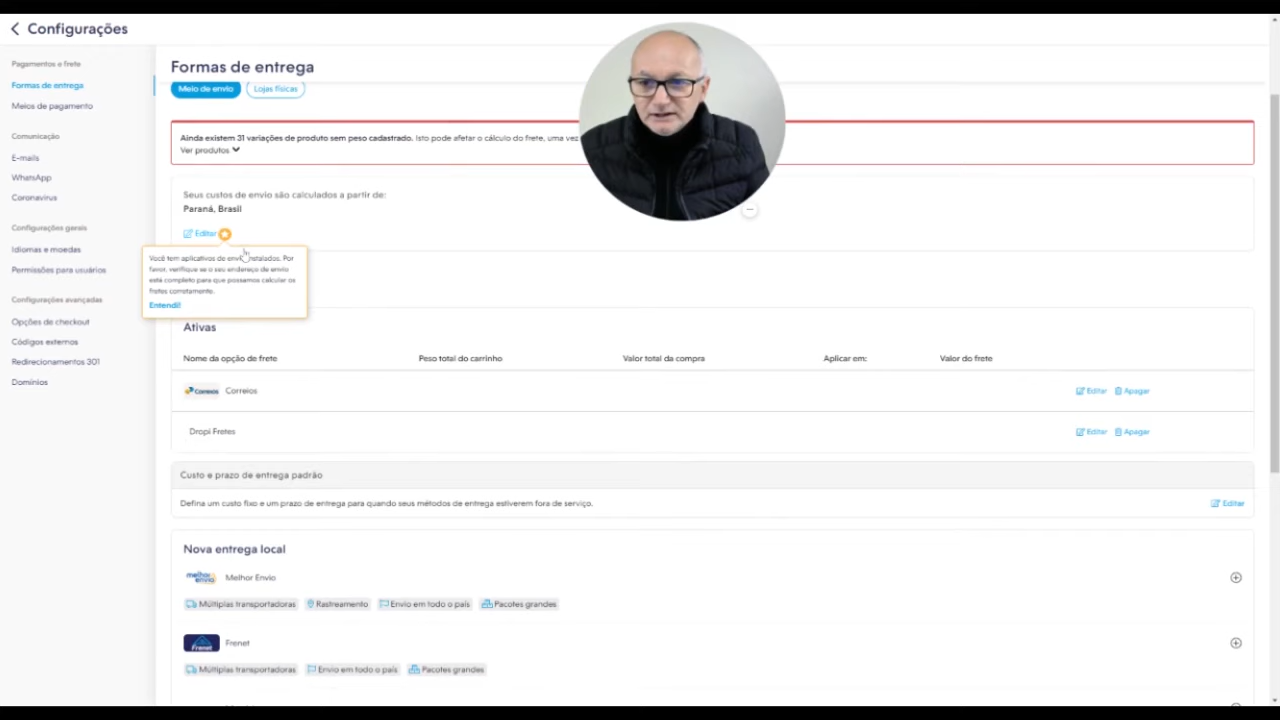 Configurações
Pagamentos e frete
Formas de entrega
Meios de pagamento
Comunicação
E-mails
WhatsApp
Coronavírus
Configurações gerais
Idiomas e moedas
Permissões para usuários
Configurações avançadas
Opções de checkout
Códigos externos
Redirecionamentos 301
Domínios
Formas de entrega
Meio de envio
Lojas físicas
Ainda existem 31 variações de produto sem peso cadastrado. Isto pode afetar o cálculo do frete, uma vez
Ver produtos
Seus custos de envio são calculados a partir de:
Paraná, Brasil
Editar
Você tem aplicativos de envio instalados. Por
favor, verifique se o seu endereço de envio
está completo para que possamos calcular os
fretes corretamente.
Entendi!
Ativas
Nome da opção de frete Peso total do carrinho Valor total da compra Aplicar em: Valor do frete
Correios Correios Editar Apagar
Dropi Fretes Editar Apagar
Custo e prazo de entrega padrão
Defina um custo fixo e um prazo de entrega para quando seus métodos de entrega estiverem fora de serviço. Editar
Nova entrega local
melhor envio Melhor Envio
Múltiplas transportadoras Rastreamento Envio em todo o país Pacotes grandes
Frenet Frenet
Múltiplas transportadoras Envio em todo o país Pacotes grandes